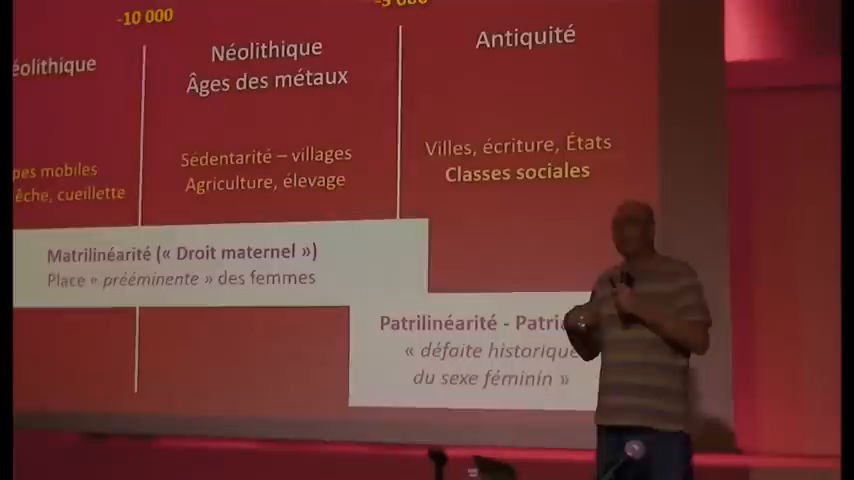 -10 000
Néolithique
Âges des métaux
Antiquité
éolithique
Sédentarité – villages
Agriculture, élevage
Villes, écriture, États
Classes sociales
pes mobiles
êche, cueillette
Matrilinéarité (« Droit maternel »)
Place « prééminente » des femmes
Patrilinéarité - Patria
« défaite historique
du sexe féminin »